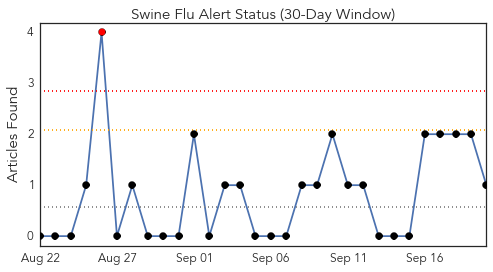 Swine Flu Alert Status (30-Day Window)
Articles Found
4
3
2
1
0
Aug 22 Aug 27 Sep 01 Sep 06 Sep 11 Sep 16